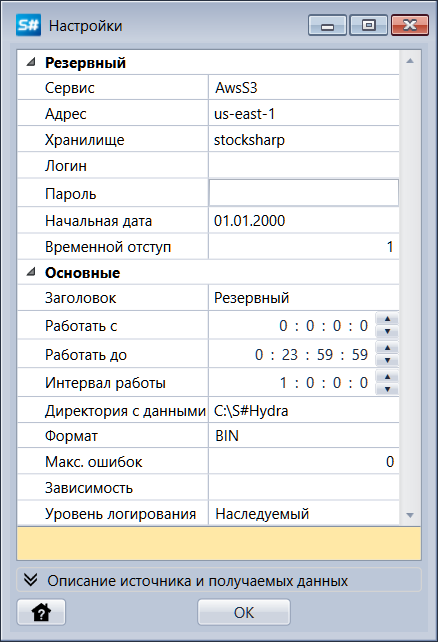 S# Настройки
Резервный
Сервис AwsS3
Адрес us-east-1
Хранилище stocksharp
Логин
Пароль
Начальная дата 01.01.2000
Временной отступ 1
Основные
Заголовок Резервный
Работать с 0 : 0 : 0 : 0
Работать до 0 : 23 : 59 : 59
Интервал работы 1 : 0 : 0 : 0
Директория с данными C:\S#Hydra
Формат BIN
Макс. ошибок 0
Зависимость
Уровень логирования Наследуемый
Описание источника и получаемых данных
? OK